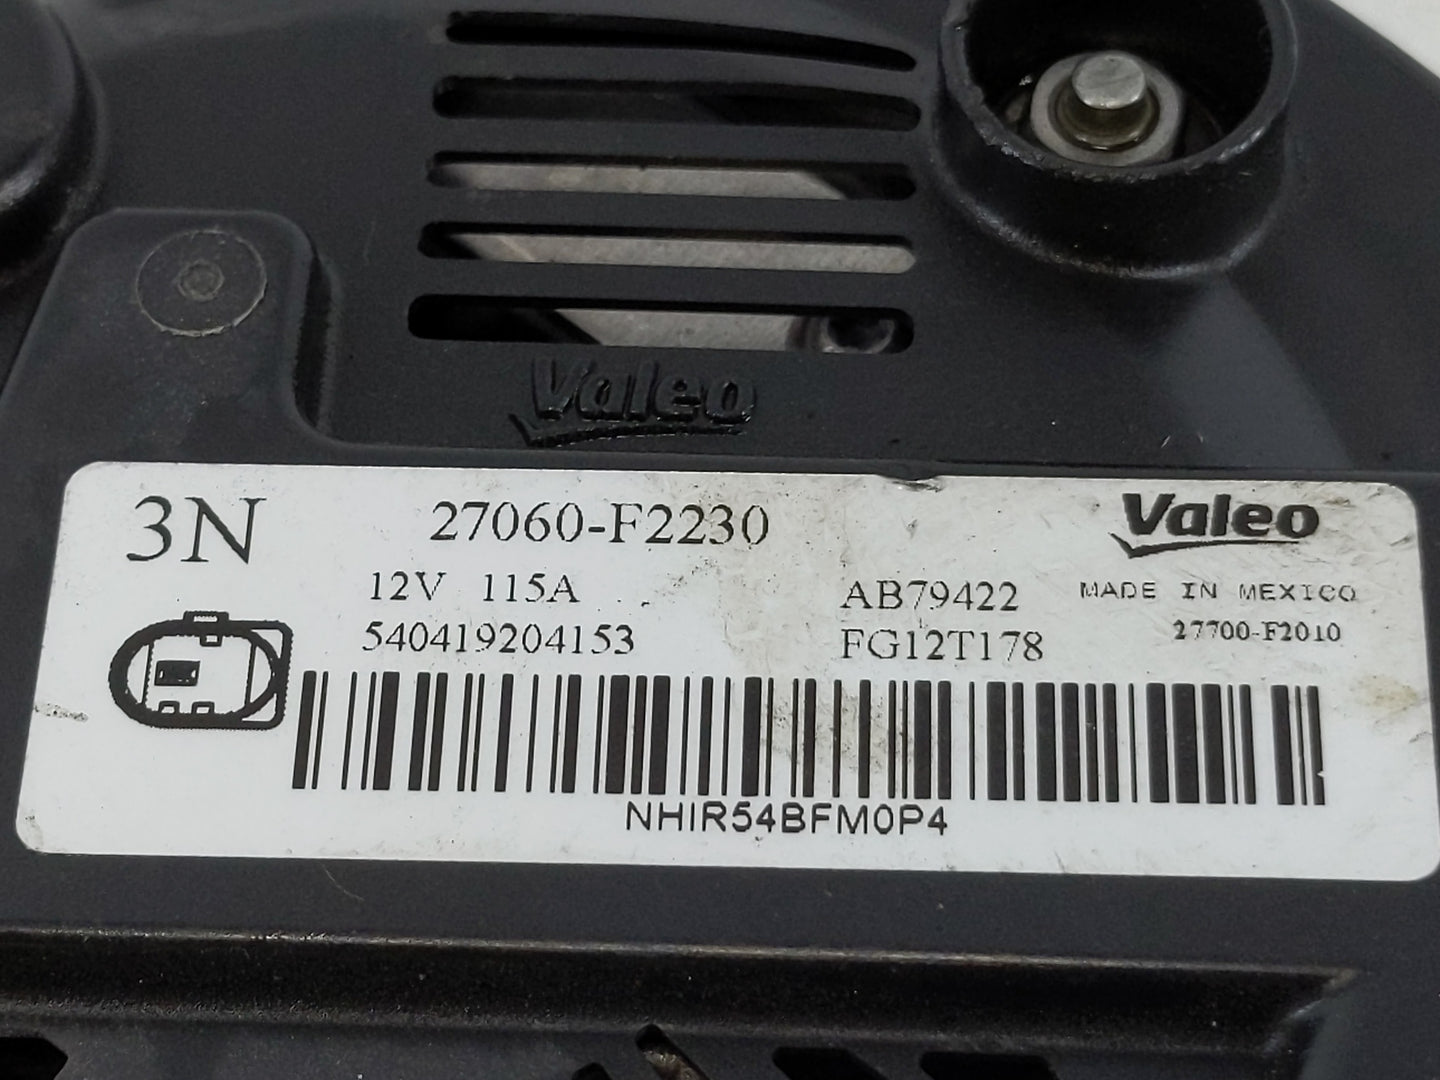 Valeo
3N 27060-F2230 Valeo
12V 115A AB79422 MADE IN MEXICO
540419204153 FG12T178 27700-F2010
NHIR54BFM0P4